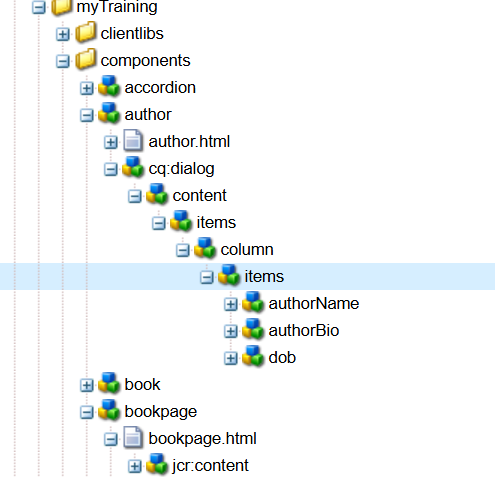 myTraining
clientlibs
components
accordion
author
author.html
cq:dialog
content
items
column
items
authorName
authorBio
dob
book
bookpage
bookpage.html
jcr:content